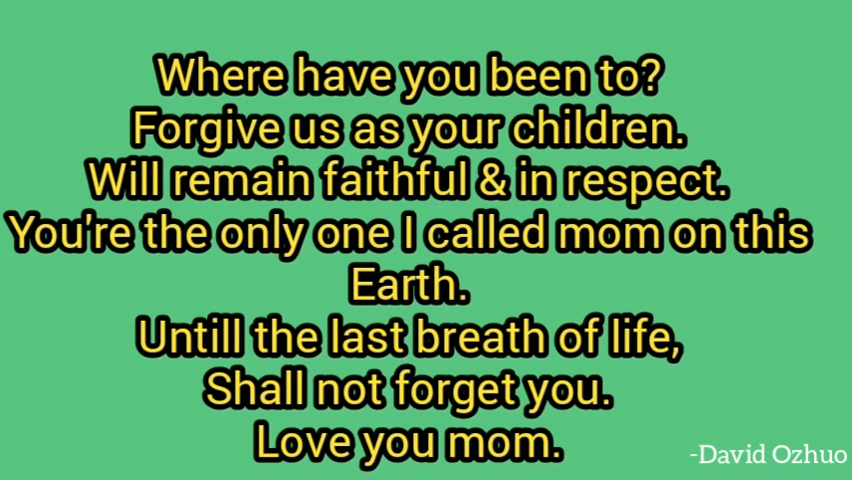 Where have you been to?
Forgive us as your children.
Will remain faithful & in respect.
You're the only one I called mom on this
Earth.
Untill the last breath of life,
Shall not forget you.
Love you mom.
-David Ozhuo